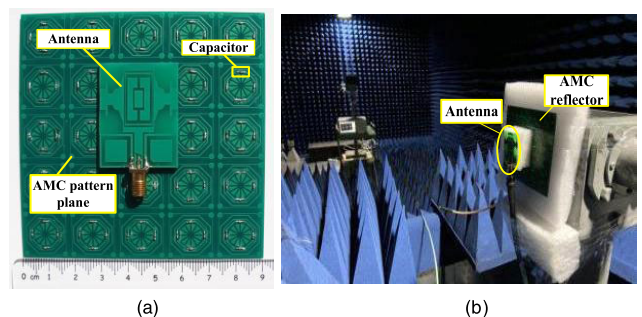 Antenna
Capacitor
AMC pattern
plane
0 cm 1 2 3 4 5 6 7 8 9
(a)
AMC
reflector
Antenna
(b)